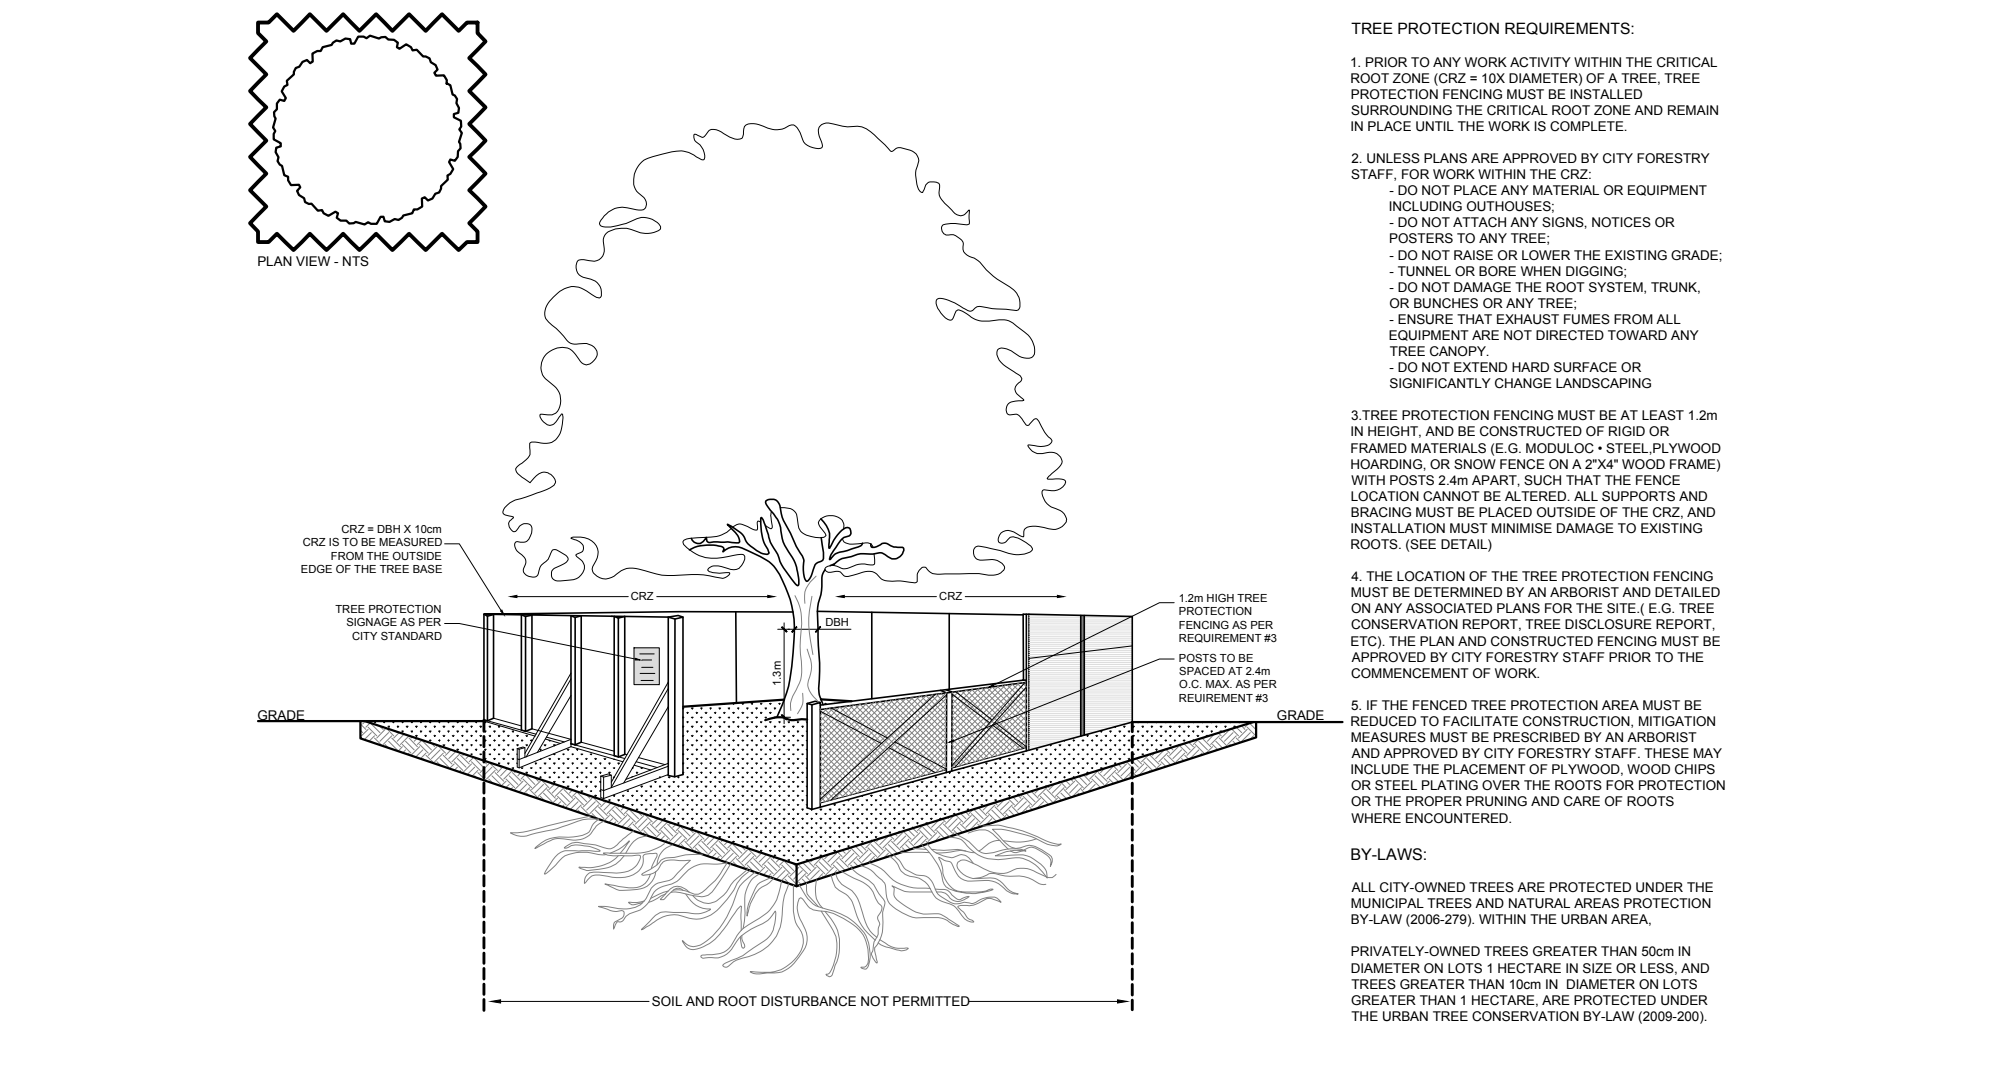 PLAN VIEW - NTS
CRZ = DBH X 10cm
CRZ IS TO BE MEASURED
FROM THE OUTSIDE
EDGE OF THE TREE BASE
TREE PROTECTION
SIGNAGE AS PER
CITY STANDARD
CRZ
CRZ
DBH
1.3m
1.2m HIGH TREE
PROTECTION
FENCING AS PER
REQUIREMENT #3
POSTS TO BE
SPACED AT 2.4m
O.C. MAX. AS PER
REUIREMENT #3
GRADE
GRADE
SOIL AND ROOT DISTURBANCE NOT PERMITTED
TREE PROTECTION REQUIREMENTS:
1. PRIOR TO ANY WORK ACTIVITY WITHIN THE CRITICAL
ROOT ZONE (CRZ = 10X DIAMETER) OF A TREE, TREE
PROTECTION FENCING MUST BE INSTALLED
SURROUNDING THE CRITICAL ROOT ZONE AND REMAIN
IN PLACE UNTIL THE WORK IS COMPLETE.
2. UNLESS PLANS ARE APPROVED BY CITY FORESTRY
STAFF, FOR WORK WITHIN THE CRZ:
- DO NOT PLACE ANY MATERIAL OR EQUIPMENT
INCLUDING OUTHOUSES;
- DO NOT ATTACH ANY SIGNS, NOTICES OR
POSTERS TO ANY TREE;
- DO NOT RAISE OR LOWER THE EXISTING GRADE;
- TUNNEL OR BORE WHEN DIGGING;
- DO NOT DAMAGE THE ROOT SYSTEM, TRUNK,
OR BUNCHES OR ANY TREE;
- ENSURE THAT EXHAUST FUMES FROM ALL
EQUIPMENT ARE NOT DIRECTED TOWARD ANY
TREE CANOPY.
- DO NOT EXTEND HARD SURFACE OR
SIGNIFICANTLY CHANGE LANDSCAPING
3.TREE PROTECTION FENCING MUST BE AT LEAST 1.2m
IN HEIGHT, AND BE CONSTRUCTED OF RIGID OR
FRAMED MATERIALS (E.G. MODULOC • STEEL,PLYWOOD
HOARDING, OR SNOW FENCE ON A 2"X4" WOOD FRAME)
WITH POSTS 2.4m APART, SUCH THAT THE FENCE
LOCATION CANNOT BE ALTERED. ALL SUPPORTS AND
BRACING MUST BE PLACED OUTSIDE OF THE CRZ, AND
INSTALLATION MUST MINIMISE DAMAGE TO EXISTING
ROOTS. (SEE DETAIL)
4. THE LOCATION OF THE TREE PROTECTION FENCING
MUST BE DETERMINED BY AN ARBORIST AND DETAILED
ON ANY ASSOCIATED PLANS FOR THE SITE.( E.G. TREE
CONSERVATION REPORT, TREE DISCLOSURE REPORT,
ETC). THE PLAN AND CONSTRUCTED FENCING MUST BE
APPROVED BY CITY FORESTRY STAFF PRIOR TO THE
COMMENCEMENT OF WORK.
5. IF THE FENCED TREE PROTECTION AREA MUST BE
REDUCED TO FACILITATE CONSTRUCTION, MITIGATION
MEASURES MUST BE PRESCRIBED BY AN ARBORIST
AND APPROVED BY CITY FORESTRY STAFF. THESE MAY
INCLUDE THE PLACEMENT OF PLYWOOD, WOOD CHIPS
OR STEEL PLATING OVER THE ROOTS FOR PROTECTION
OR THE PROPER PRUNING AND CARE OF ROOTS
WHERE ENCOUNTERED.
BY-LAWS:
ALL CITY-OWNED TREES ARE PROTECTED UNDER THE
MUNICIPAL TREES AND NATURAL AREAS PROTECTION
BY-LAW (2006-279). WITHIN THE URBAN AREA,
PRIVATELY-OWNED TREES GREATER THAN 50cm IN
DIAMETER ON LOTS 1 HECTARE IN SIZE OR LESS, AND
TREES GREATER THAN 10cm IN DIAMETER ON LOTS
GREATER THAN 1 HECTARE, ARE PROTECTED UNDER
THE URBAN TREE CONSERVATION BY-LAW (2009-200).